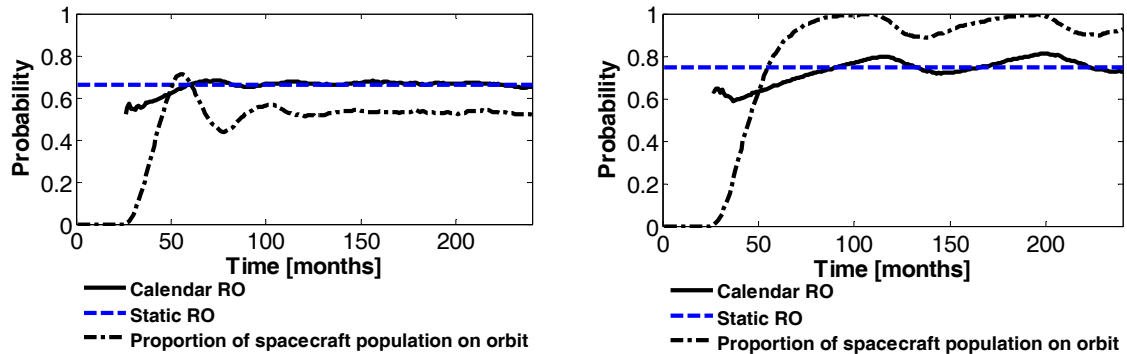 1
0.8
0.6
0.4
0.2
0
Probability
0 50 100 150 200
Time [months]
Calendar RO
Static RO
Proportion of spacecraft population on orbit
1
0.8
0.6
0.4
0.2
0
Probability
0 50 100 150 200
Time [months]
Calendar RO
Static RO
Proportion of spacecraft population on orbit